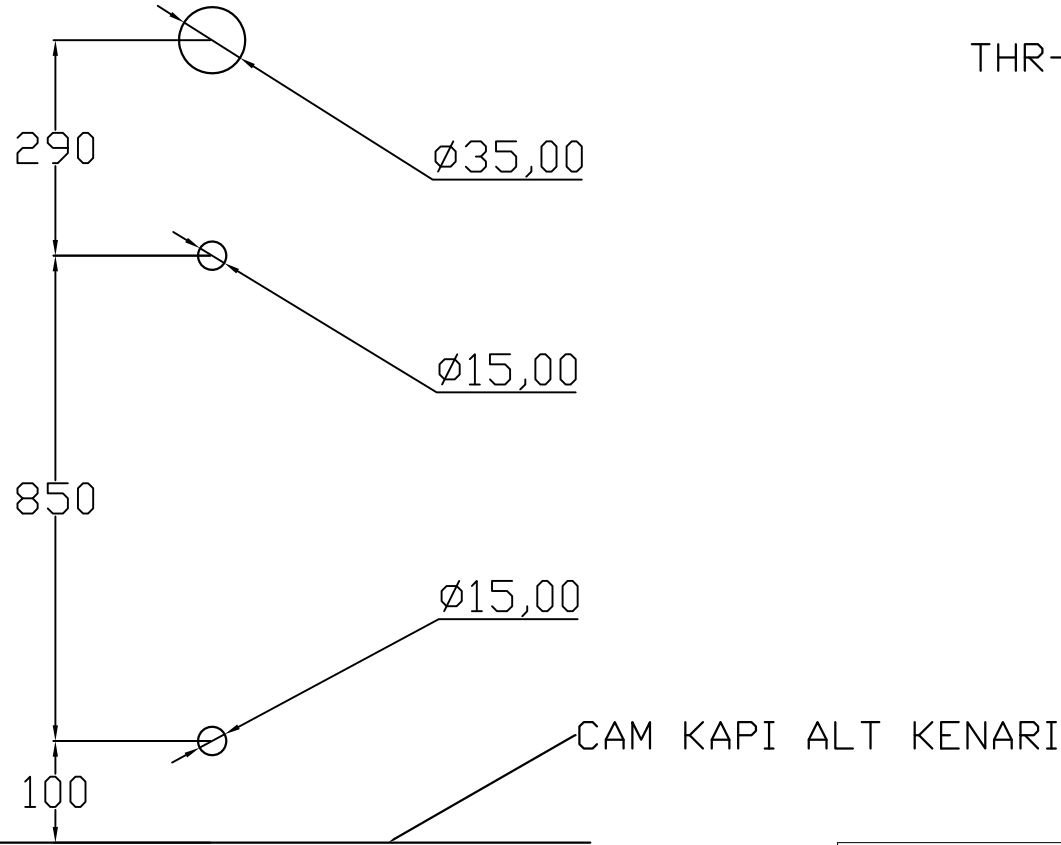 THR-
290
ø35,00
ø15,00
850
ø15,00
CAM KAPI ALT KENARI
100